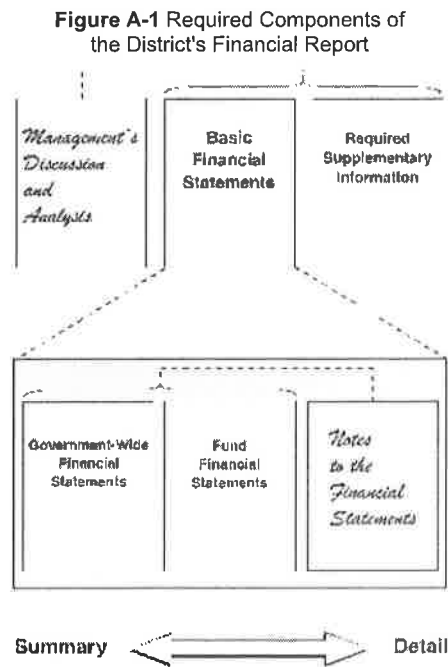 Figure A-1 Required Components of
the District's Financial Report
Management's
Discussion
and
Analysis
Basic
Financial
Statements
Required
Supplementary
Information
Government-Wide
Financial
Statements
Fund
Financial
Statements
Notes
to the
Financial
Statements
Summary
Detail